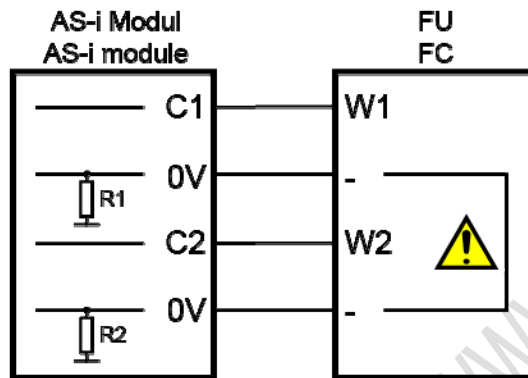 AS-i Modul FU
AS-i module FC
C1 W1
0V -
R1
C2 W2
0V -
R2